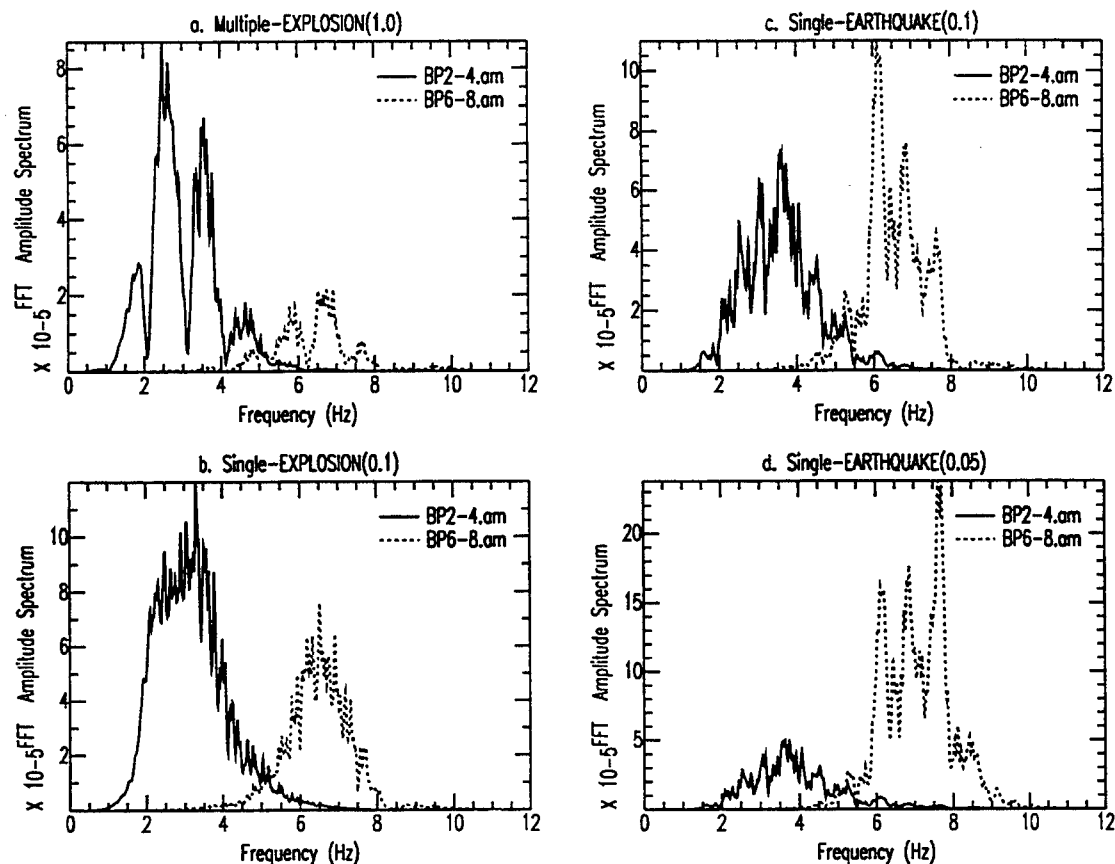 a. Multiple-EXPLOSION(1.0)
BP2-4.am
BP6-8.am
X 10-5 FFT Amplitude Spectrum
8
6
4
2
0 2 4 6 8 10 12
Frequency (Hz)
b. Single-EXPLOSION(0.1)
BP2-4.am
BP6-8.am
X 10-5 FFT Amplitude Spectrum
10
8
6
4
2
0 2 4 6 8 10 12
Frequency (Hz)
c. Single-EARTHQUAKE(0.1)
BP2-4.am
BP6-8.am
X 10-5 FFT Amplitude Spectrum
10
8
6
4
2
0 2 4 6 8 10 12
Frequency (Hz)
d. Single-EARTHQUAKE(0.05)
BP2-4.am
BP6-8.am
X 10-5 FFT Amplitude Spectrum
20
15
10
5
0 2 4 6 8 10 12
Frequency (Hz)